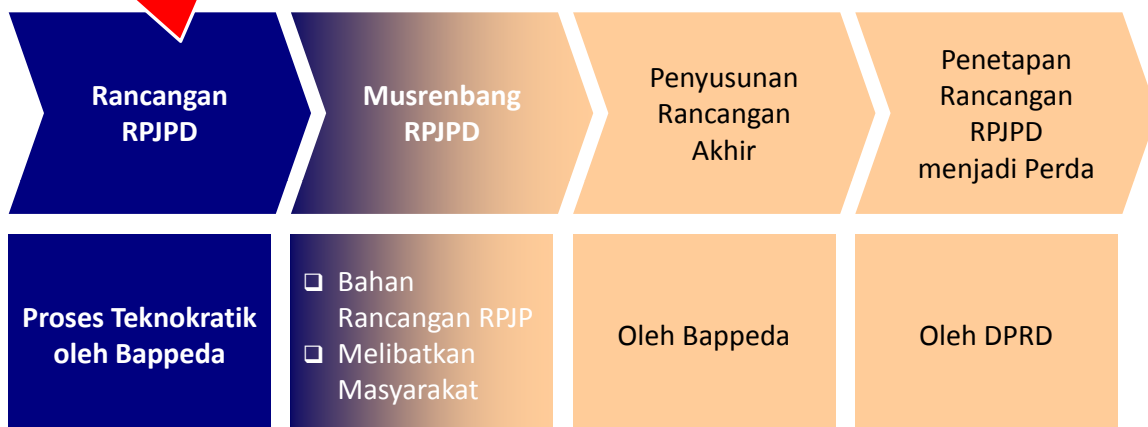 Rancangan
RPJPD
Musrenbang
RPJPD
Penyusunan
Rancangan
Akhir
Penetapan
Rancangan
RPJPD
menjadi Perda
Proses Teknokratik
oleh Bappeda
❑ Bahan
Rancangan RPJP
❑ Melibatkan
Masyarakat
Oleh Bappeda
Oleh DPRD